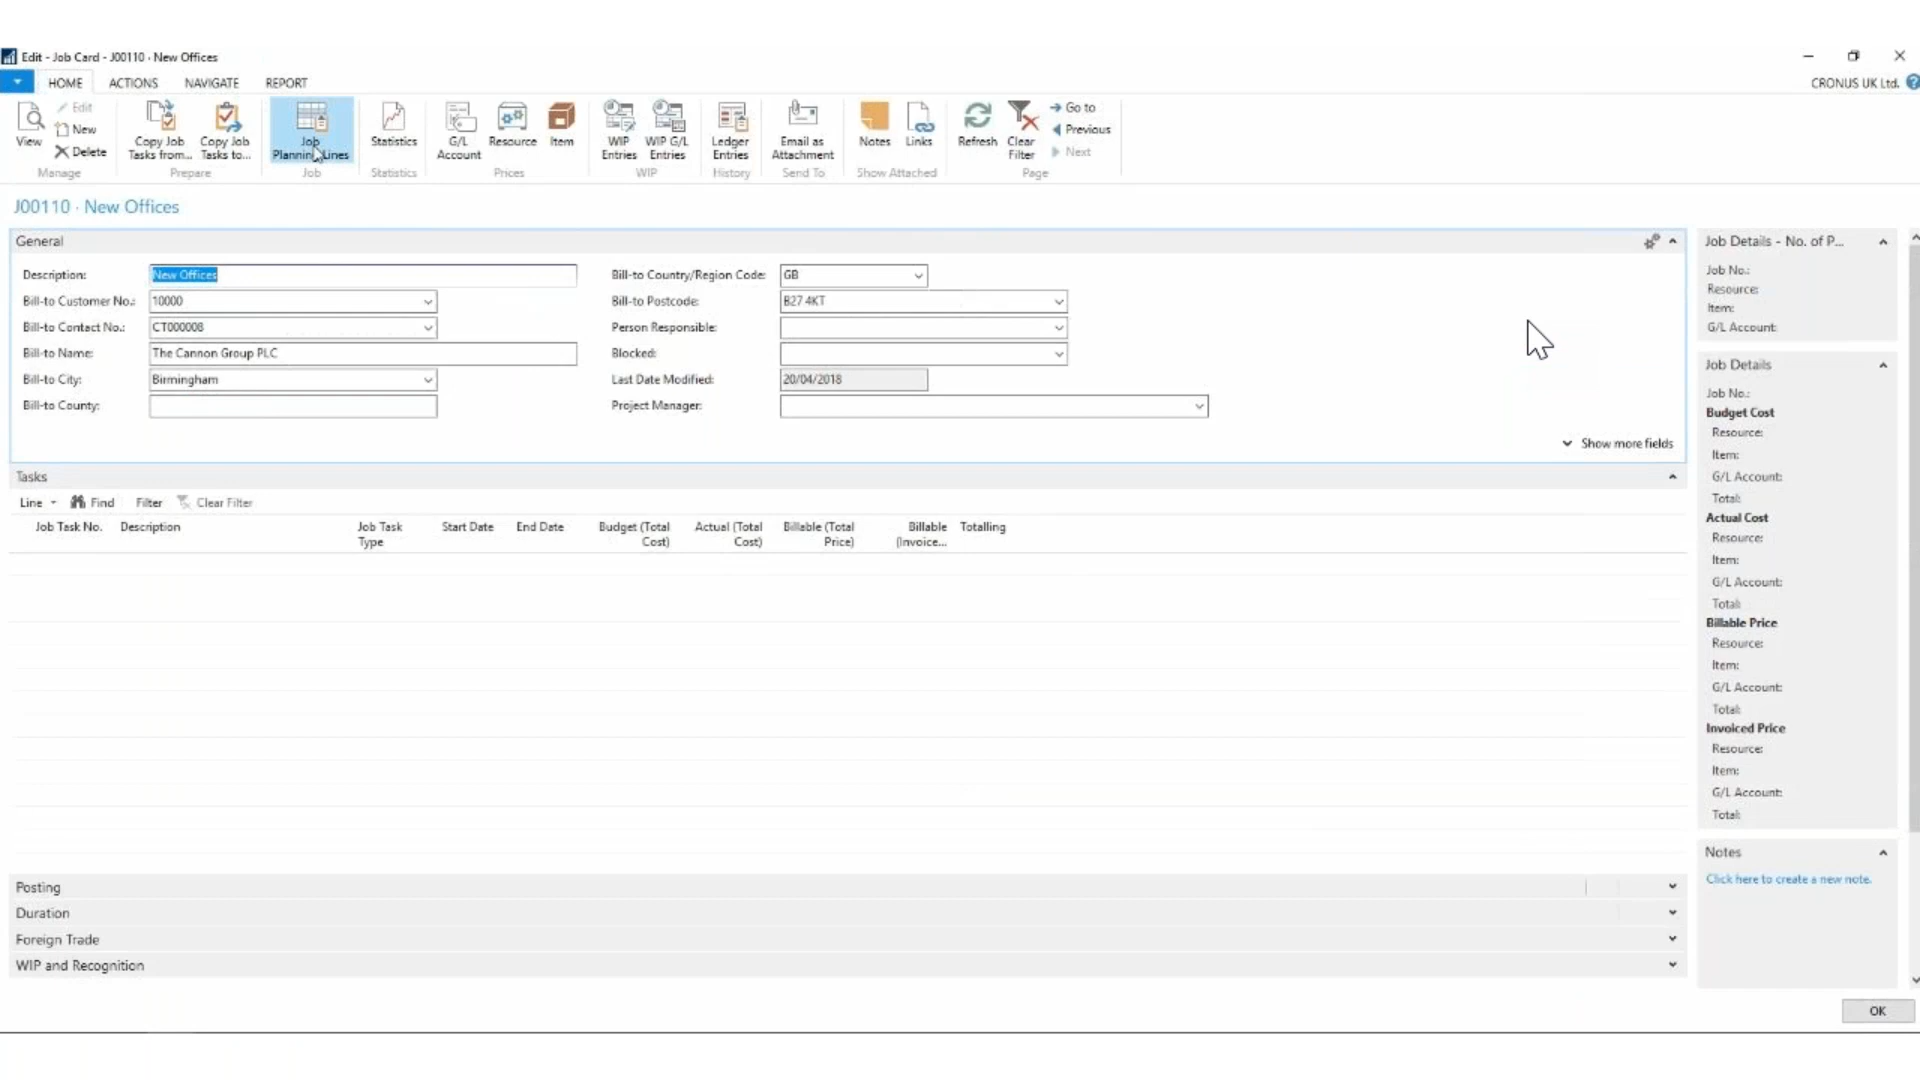 Edit - Job Card - J00110 · New Offices
HOME ACTIONS NAVIGATE REPORT CRONUS UK Ltd.
View
Edit
New
Delete
Manage
Copy Job Tasks from...
Copy Job Tasks to...
Prepare
Job Planning Lines
Job
Statistics
Statistics
G/L Account
Resource
Item
Prices
WIP Entries
WIP G/L Entries
WIP
Ledger Entries
History
Email as Attachment
Send To
Notes
Links
Show Attached
Refresh
Clear Filter
Go to
Previous
Next
Page
J00110 · New Offices
General
Description: New Offices
Bill-to Customer No.: 10000
Bill-to Contact No.: CT000008
Bill-to Name: The Cannon Group PLC
Bill-to City: Birmingham
Bill-to County:
Bill-to Country/Region Code: GB
Bill-to Postcode: B27 4KT
Person Responsible:
Blocked:
Last Date Modified: 20/04/2018
Project Manager:
Show more fields
Tasks
Line Find Filter Clear Filter
Job Task No. Description Job Task Type Start Date End Date Budget (Total Cost) Actual (Total Cost) Billable (Total Price) Billable (Invoice... Totalling
Posting
Duration
Foreign Trade
WIP and Recognition
Job Details - No. of P...
Job No.:
Resource:
Item:
G/L Account:
Job Details
Job No.:
Budget Cost
Resource:
Item:
G/L Account:
Total:
Actual Cost
Resource:
Item:
G/L Account:
Total:
Billable Price
Resource:
Item:
G/L Account:
Total:
Invoiced Price
Resource:
Item:
G/L Account:
Total:
Notes
Click here to create a new note.
OK